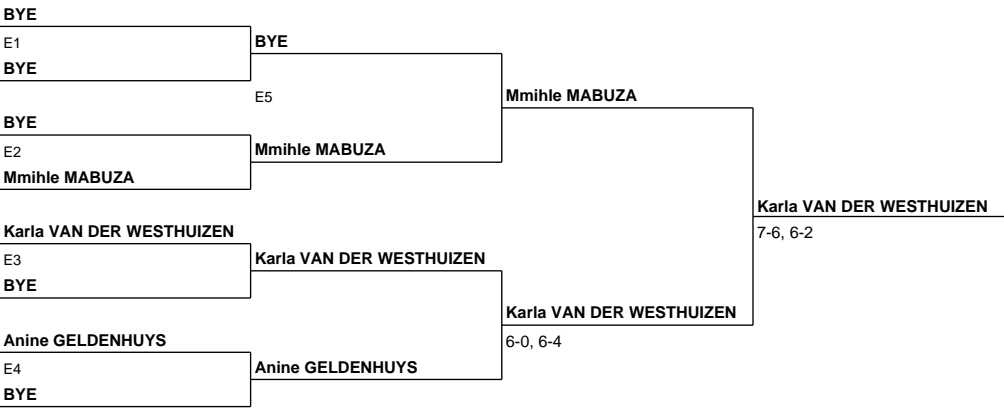 BYE
E1
BYE
BYE
E5
Mmihle MABUZA
BYE
E2
Mmihle MABUZA
Mmihle MABUZA
Karla VAN DER WESTHUIZEN
7-6, 6-2
Karla VAN DER WESTHUIZEN
E3
BYE
Karla VAN DER WESTHUIZEN
Karla VAN DER WESTHUIZEN
6-0, 6-4
Anine GELDENHUYS
E4
BYE
Anine GELDENHUYS